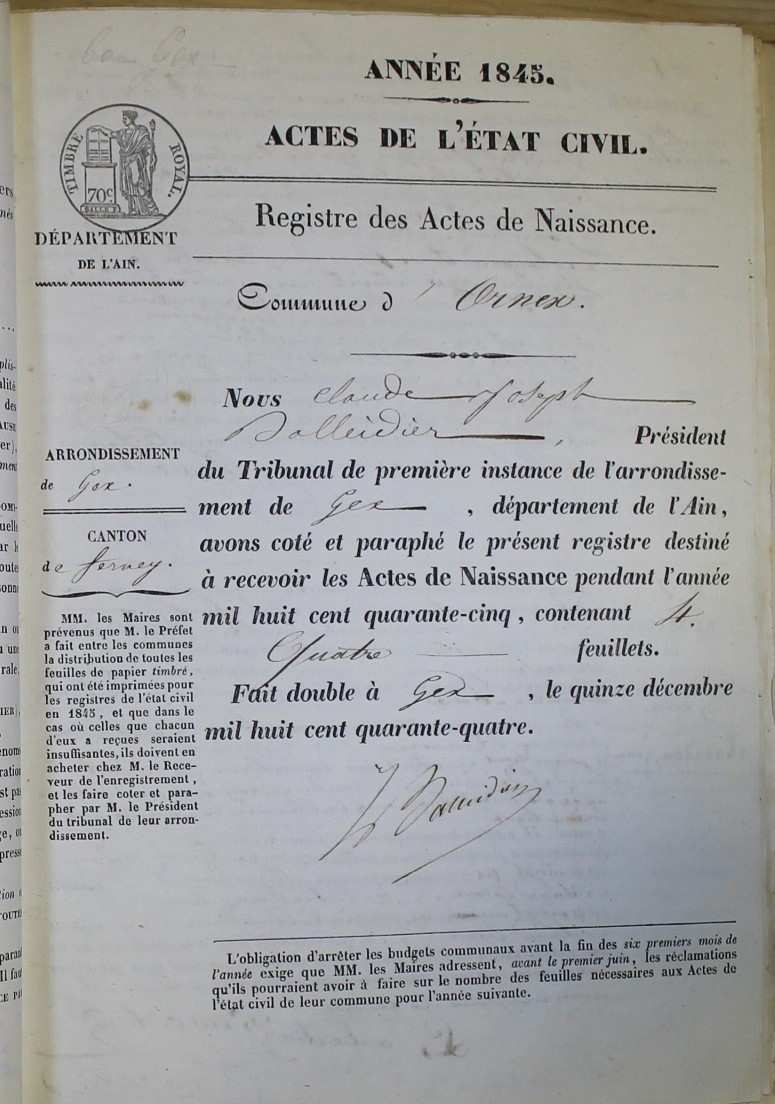 ANNÉE 1845.
ACTES DE L'ÉTAT CIVIL.
TIMBRE ROYAL.
70c
Registre des Actes de Naissance.
DÉPARTEMENT
DE L'AIN.
Commune d' Ornex.
Nous Claude Joseph
Balleidier, Président
du Tribunal de première instance de l'arrondisse-
ment de Gex, département de l'Ain,
avons coté et paraphé le présent registre destiné
à recevoir les Actes de Naissance pendant l'année
mil huit cent quarante-cinq, contenant 4.
Quatre feuillets.
Fait double à Gex, le quinze décembre
mil huit cent quarante-quatre.
ARRONDISSEMENT
de Gex.
CANTON
de Ferney.
MM. les Maires sont
prévenus que M. le Préfet
a fait entre les communes
la distribution de toutes les
feuilles de papier timbré,
qui ont été imprimées pour
les registres de l'état civil
en 1845, et que dans le
cas où celles que chacun
d'eux a reçues seraient
insuffisantes, ils doivent en
acheter chez M. le Rece-
veur de l'enregistrement,
et les faire coter et para-
pher par M. le Président
du tribunal de leur arron-
dissement.
Balleidier
L'obligation d'arrêter les budgets communaux avant la fin des six premiers mois de
l'année exige que MM. les Maires adressent, avant le premier juin, les réclamations
qu'ils pourraient avoir à faire sur le nombre des feuilles nécessaires aux Actes de
l'état civil de leur commune pour l'année suivante.